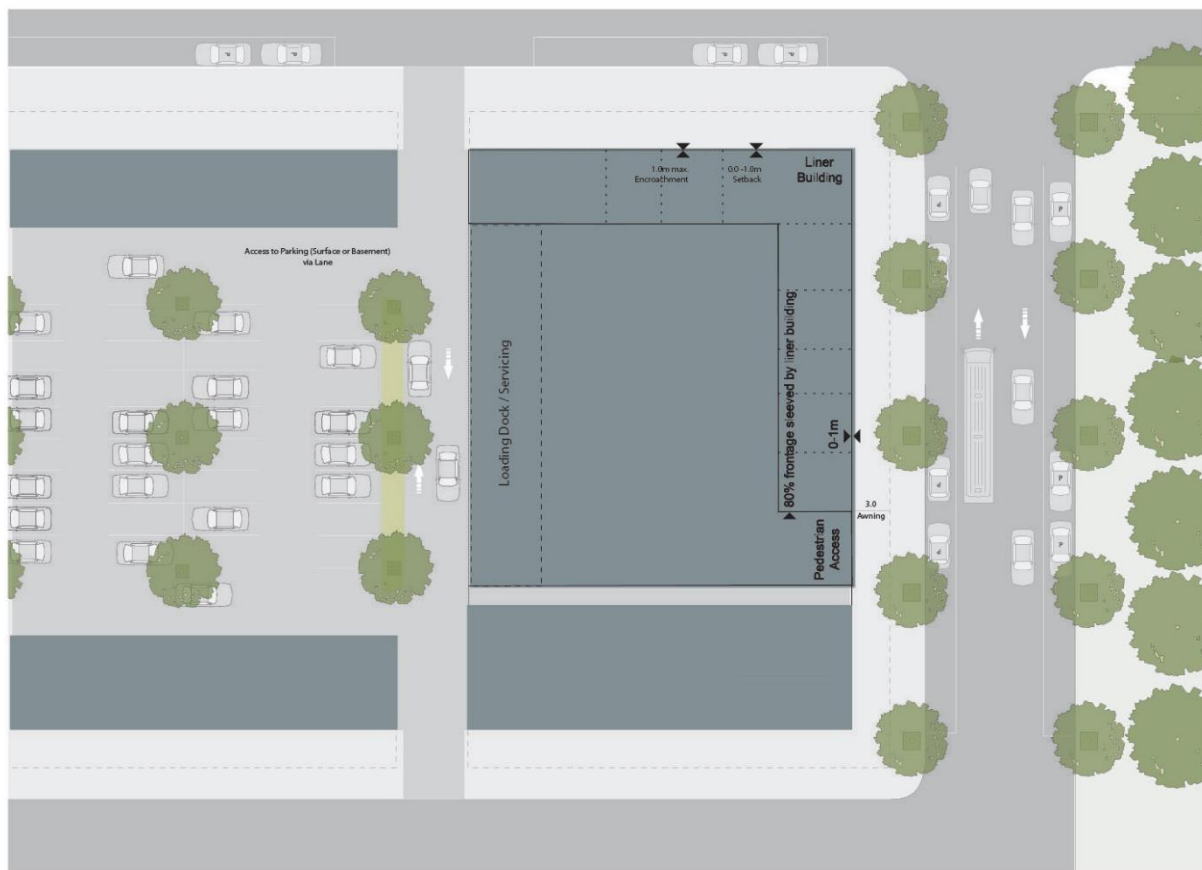 P
P
P
P
1.0m max.
Encroachment
0.0 -1.0m
Setback
Liner
Building
P
P
Access to Parking (Surface or Basement)
via Lane
Loading Dock / Servicing
80% frontage sleeved by liner building
0-1m
3.0
Awning
Pedestrian
Access
P
P
P
P